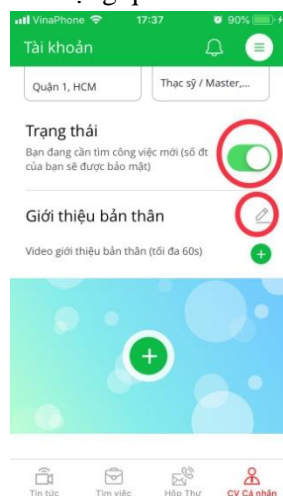 VinaPhone 17:37 90%
Tài khoản
Quận 1, HCM
Thạc sỹ / Master,...
Trạng thái
Bạn đang cần tìm công việc mới (số đt
của bạn sẽ được bảo mật)
Giới thiệu bản thân
Video giới thiệu bản thân (tối đa 60s)
Tin tức Tìm việc Hộp Thư CV Cá nhân